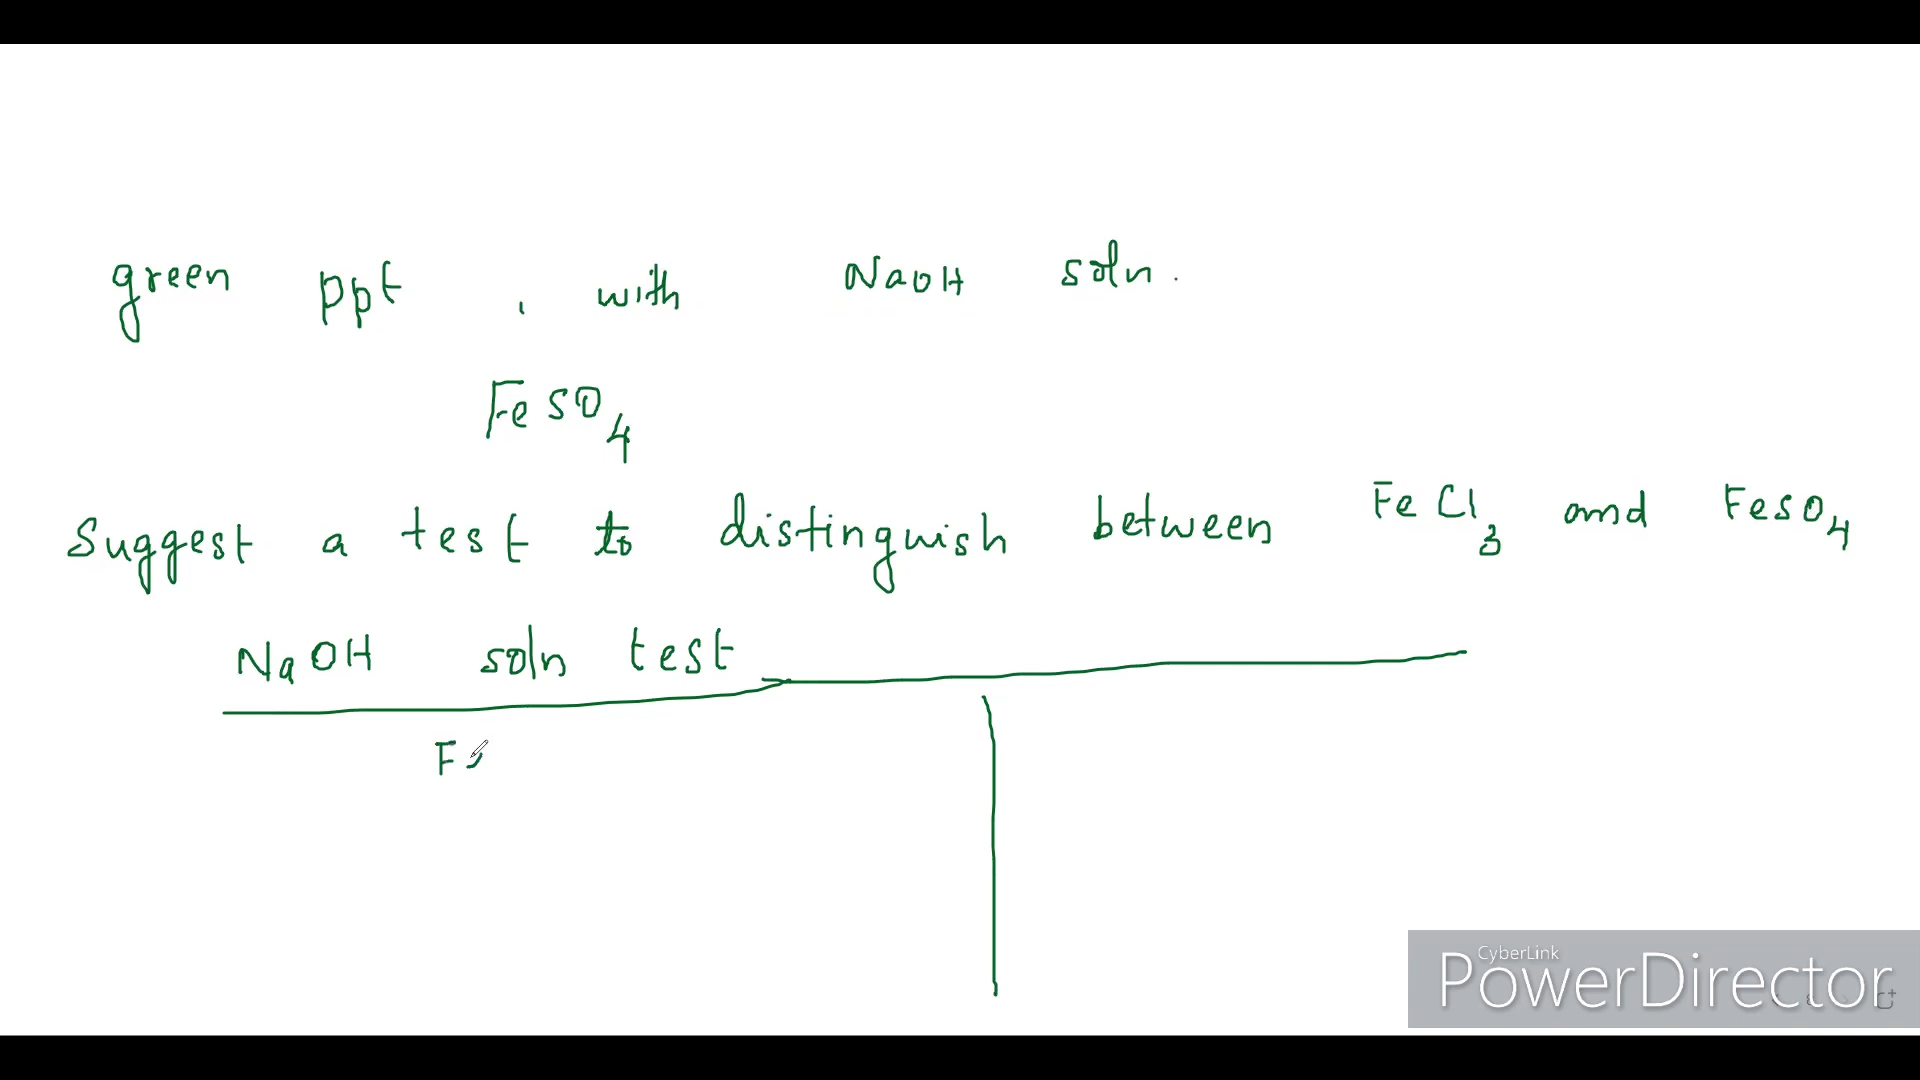 green ppt , with NaOH soln.
FeSO4
Suggest a test to distinguish between FeCl3 and FeSO4
NaOH soln test
F
CyberLink
PowerDirector